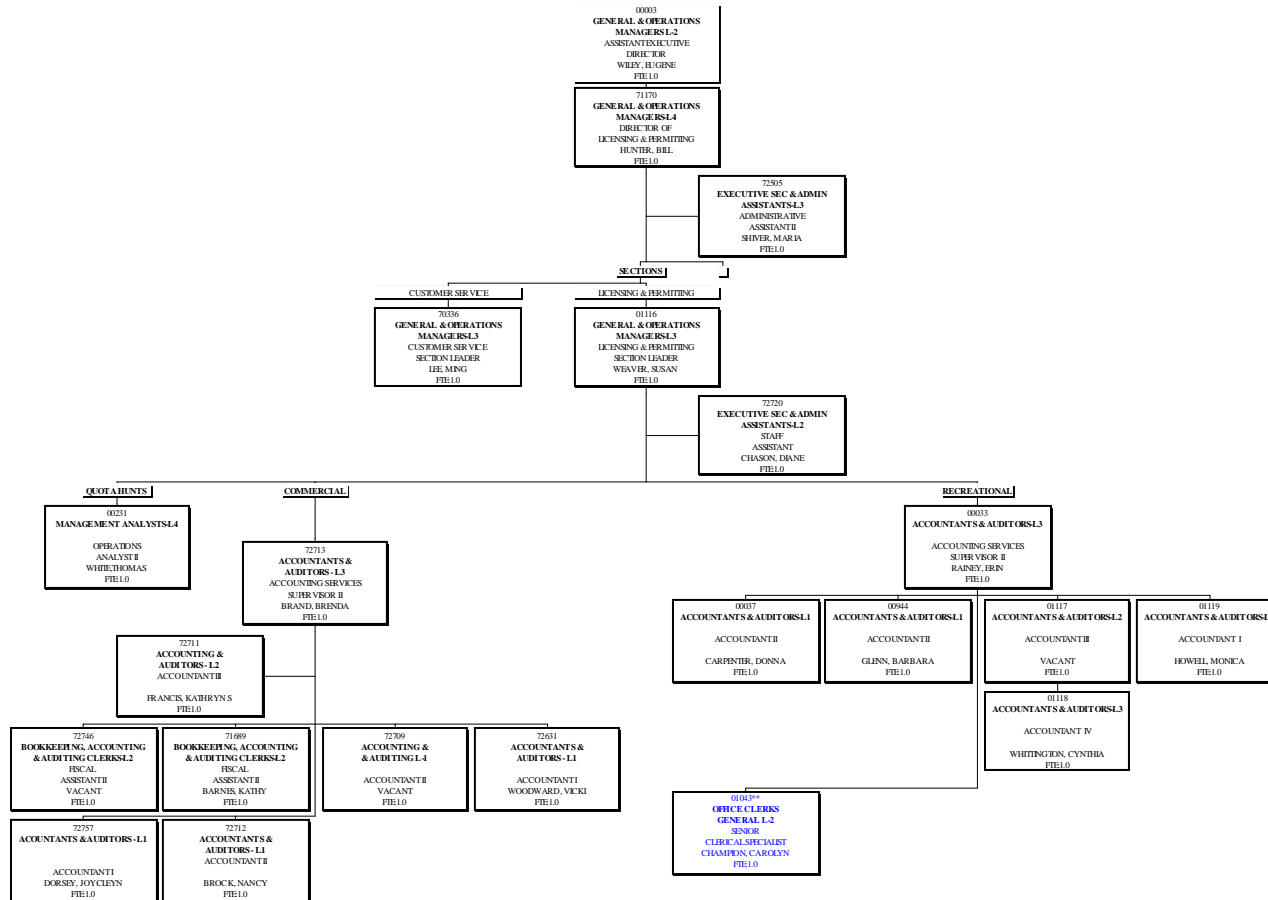 00003
GENERAL & OPERATIONS
MANAGERS L-2
ASSISTANT EXECUTIVE
DIRECTOR
WILEY, EUGENE
FTE 1.0
71170
GENERAL & OPERATIONS
MANAGERS-L4
DIRECTOR OF
LICENSING & PERMITTING
HUNTER, BILL
FTE 1.0
72505
EXECUTIVE SEC & ADMIN
ASSISTANTS-L3
ADMINISTRATIVE
ASSISTANT II
SHIVER, MARIA
FTE 1.0
SECTIONS
CUSTOMER SERVICE
70336
GENERAL & OPERATIONS
MANAGERS-L3
CUSTOMER SERVICE
SECTION LEADER
LEE, MING
FTE 1.0
LICENSING & PERMITTING
01116
GENERAL & OPERATIONS
MANAGERS-L3
LICENSING & PERMITTING
SECTION LEADER
WEAVER, SUSAN
FTE 1.0
72720
EXECUTIVE SEC & ADMIN
ASSISTANTS-L2
STAFF
ASSISTANT
CHASON, DIANE
FTE 1.0
QUOTA HUNTS
00231
MANAGEMENT ANALYSTS-L4
OPERATIONS
ANALYST II
WHITE,THOMAS
FTE 1.0
COMMERCIAL
72713
ACCOUNTANTS &
AUDITORS - L3
ACCOUNTING SERVICES
SUPERVISOR II
BRAND, BRENDA
FTE 1.0
72711
ACCOUNTING &
AUDITORS - L2
ACCOUNTANT III
FRANCIS, KATHRYN S
FTE 1.0
72746
BOOKKEEPING, ACCOUNTING
& AUDITING CLERKS-L2
FISCAL
ASSISTANT II
VACANT
FTE 1.0
71689
BOOKKEEPING, ACCOUNTING
& AUDITING CLERKS-L2
FISCAL
ASSISTANT II
BARNES, KATHY
FTE 1.0
72709
ACCOUNTING &
AUDITING L-1
ACCOUNTANT II
VACANT
FTE 1.0
72631
ACCOUNTANTS &
AUDITORS - L1
ACCOUNTANT I
WOODWARD, VICKI
FTE 1.0
72757
ACOUNTANTS & AUDITORS - L1
ACCOUNTANT I
DORSEY, JOYCLEYN
FTE 1.0
72712
ACCOUNTANTS &
AUDITORS - L1
ACCOUNTANT II
BROCK, NANCY
FTE 1.0
RECREATIONAL
00033
ACCOUNTANTS & AUDITORS-L3
ACCOUNTING SERVICES
SUPERVISOR II
RAINEY, ERIN
FTE 1.0
00037
ACCOUNTANTS & AUDITORS-L1
ACCOUNTANT II
CARPENTER, DONNA
FTE 1.0
00944
ACCOUNTANTS & AUDITORS-L1
ACCOUNTANT II
GLENN, BARBARA
FTE 1.0
01117
ACCOUNTANTS & AUDITORS-L2
ACCOUNTANT III
VACANT
FTE 1.0
01119
ACCOUNTANTS & AUDITORS-L
ACCOUNTANT I
HOWELL, MONICA
FTE 1.0
01118
ACCOUNTANTS & AUDITORS-L3
ACCOUNTANT IV
WHITTINGTON, CYNTHIA
FTE 1.0
01043**
OFFICE CLERKS
GENERAL L-2
SENIOR
CLERICAL SPECIALIST
CHAMPION, CAROLYN
FTE 1.0